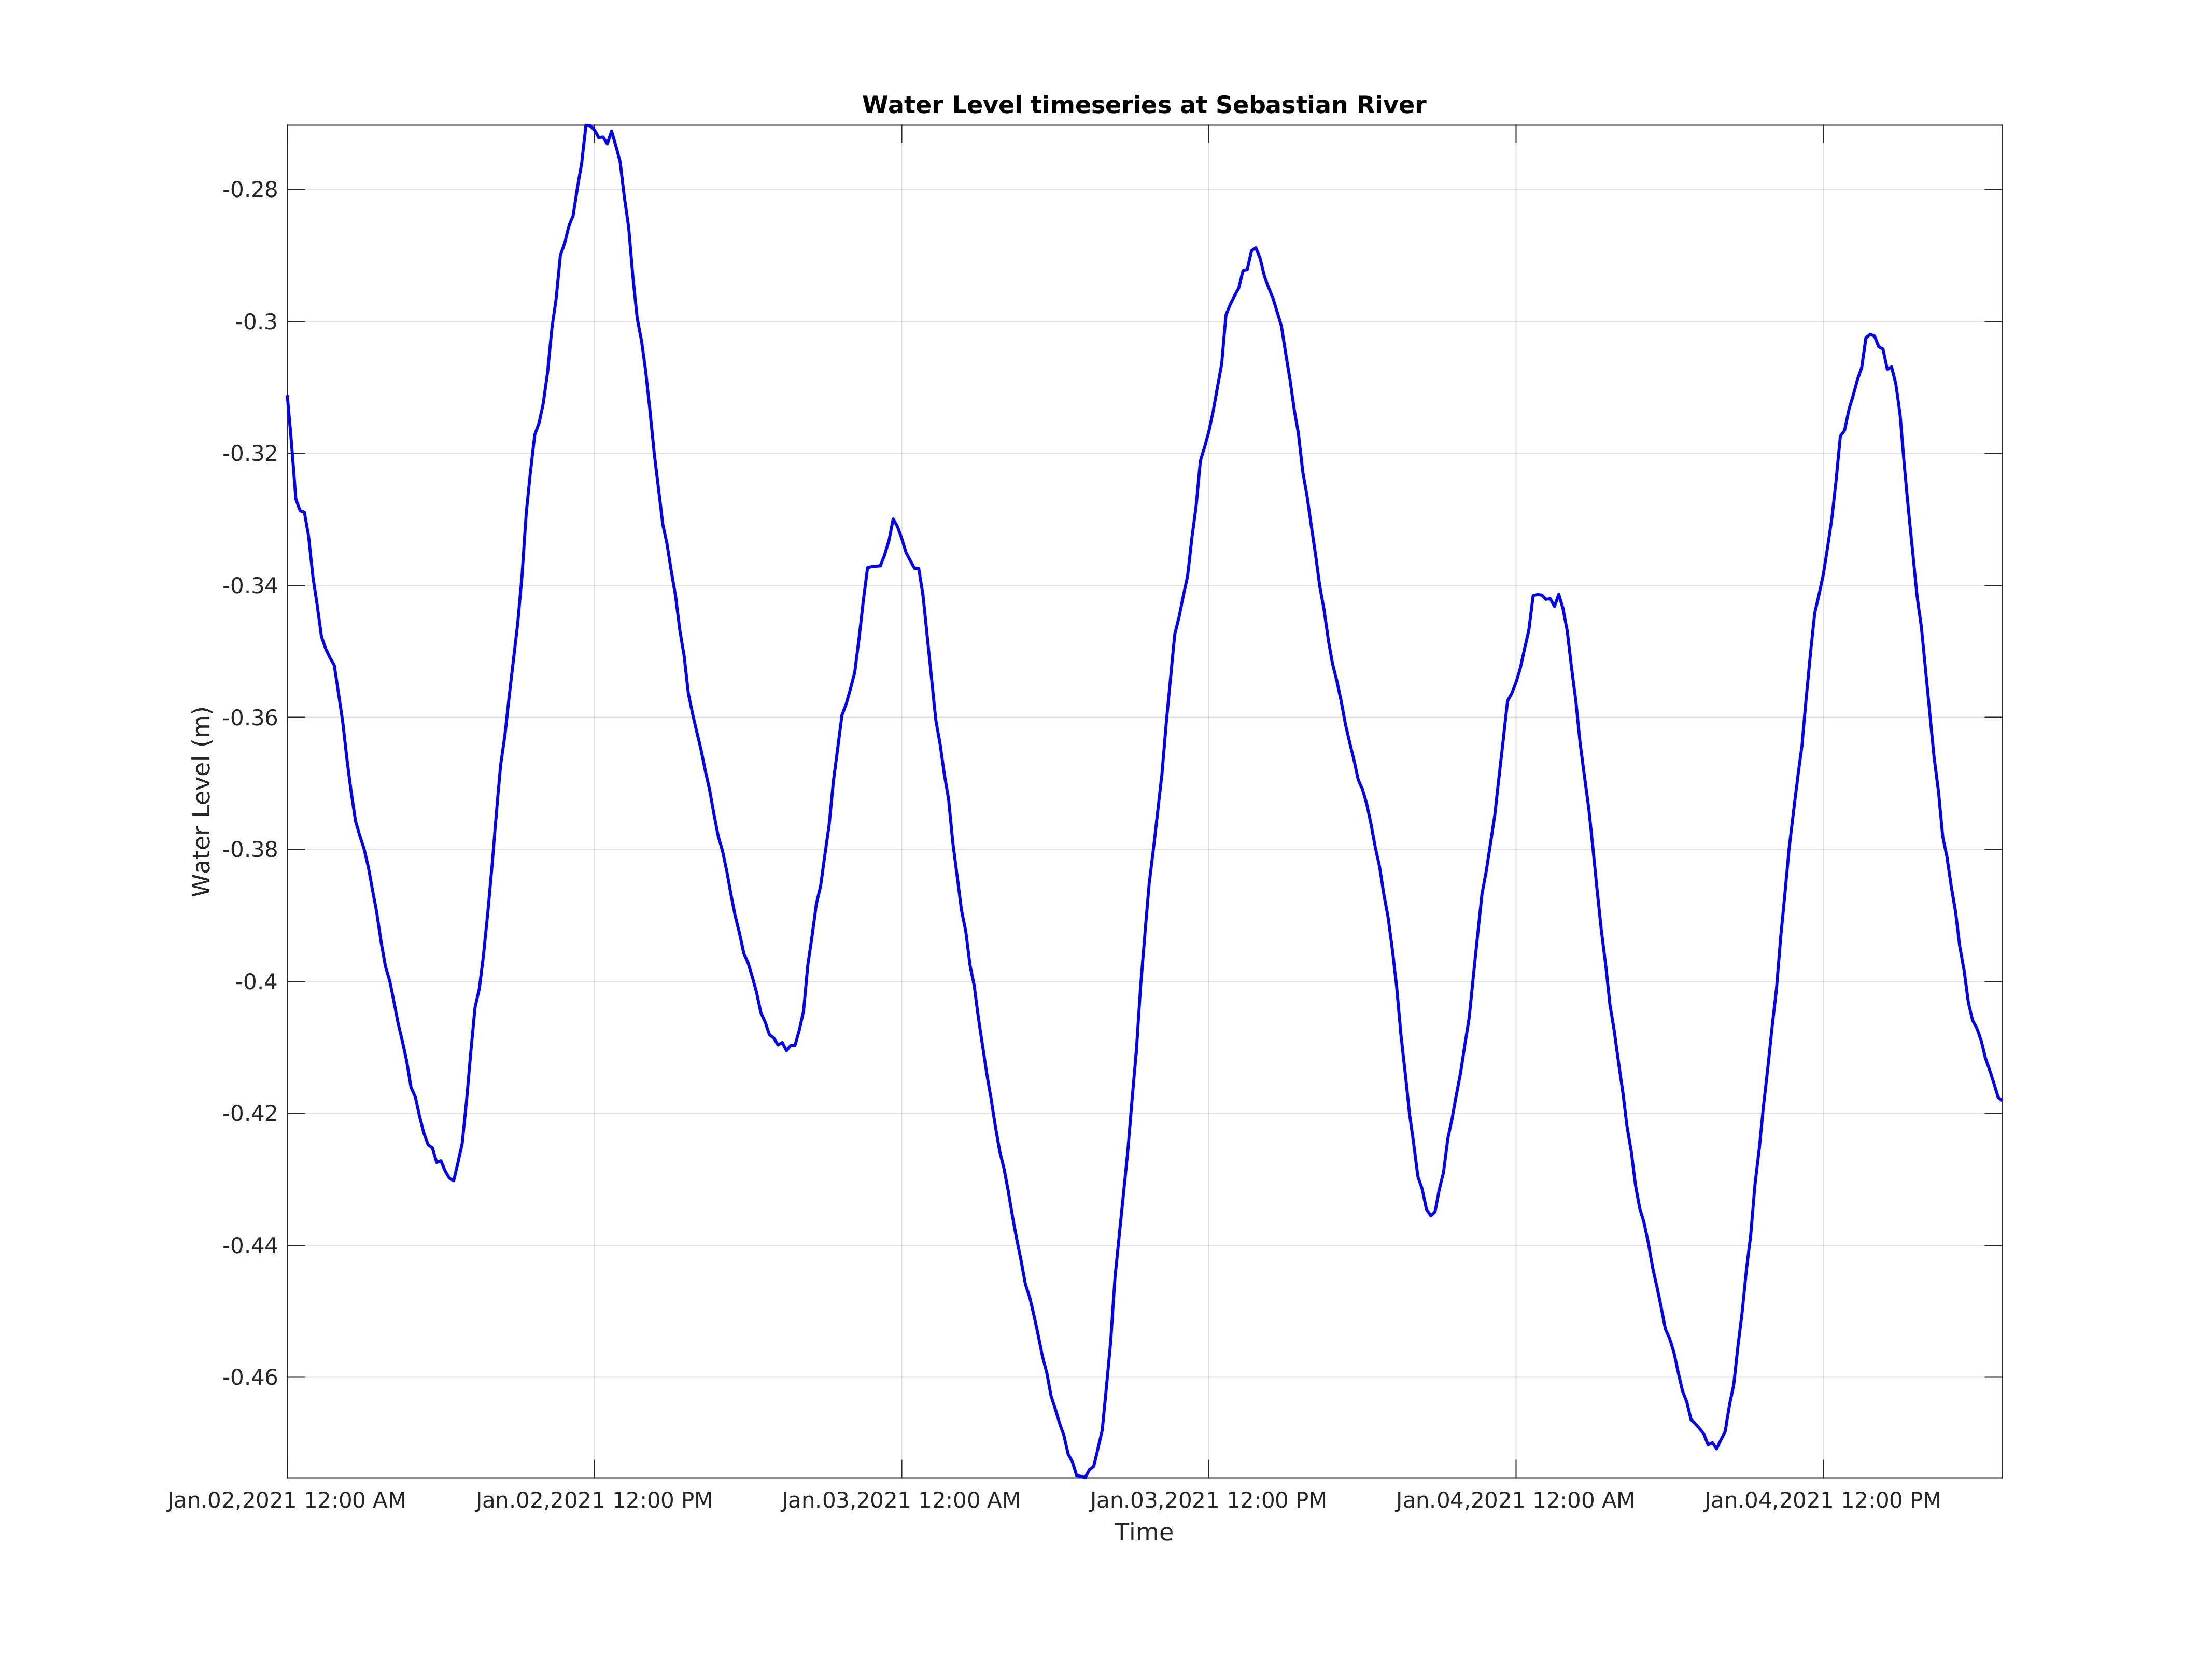 Water Level timeseries at Sebastian River
-0.28
-0.3
-0.32
-0.34
-0.36
-0.38
-0.4
-0.42
-0.44
-0.46
Water Level (m)
Jan.02,2021 12:00 AM
Jan.02,2021 12:00 PM
Jan.03,2021 12:00 AM
Jan.03,2021 12:00 PM
Jan.04,2021 12:00 AM
Jan.04,2021 12:00 PM
Time